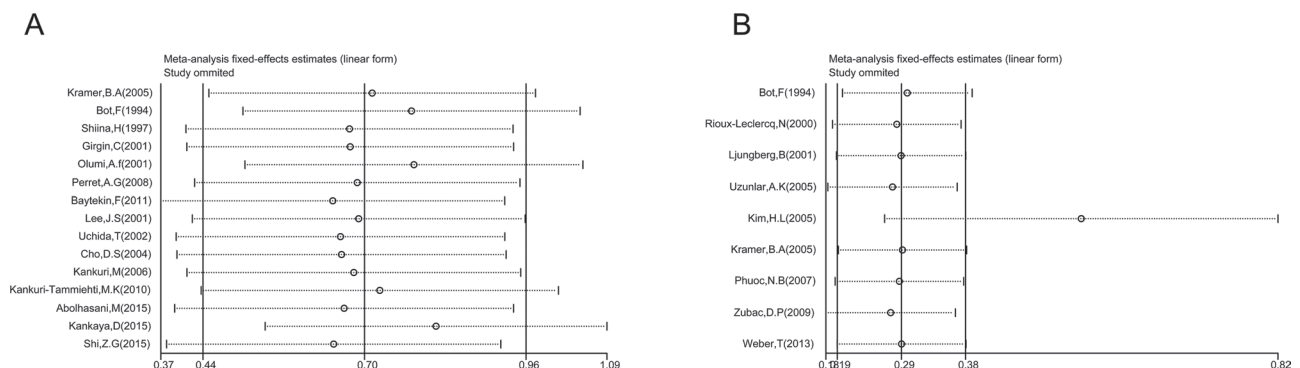 A
Meta-analysis fixed-effects estimates (linear form)
Study ommited
Kramer,B.A(2005)
Bot,F(1994)
Shiina,H(1997)
Girgin,C(2001)
Olumi,A.f(2001)
Perret,A.G(2008)
Baytekin,F(2011)
Lee,J.S(2001)
Uchida,T(2002)
Cho,D.S(2004)
Kankuri,M(2006)
Kankuri-Tammiehti,M.K(2010)
Abolhasani,M(2015)
Kankaya,D(2015)
Shi,Z.G(2015)
0.37 0.44 0.70 0.96 1.09
B
Meta-analysis fixed-effects estimates (linear form)
Study ommited
Bot,F(1994)
Rioux-Leclercq,N(2000)
Ljungberg,B(2001)
Uzunlar,A.K(2005)
Kim,H.L(2005)
Kramer,B.A(2005)
Phuoc,N.B(2007)
Zubac,D.P(2009)
Weber,T(2013)
0.29 0.38 0.82